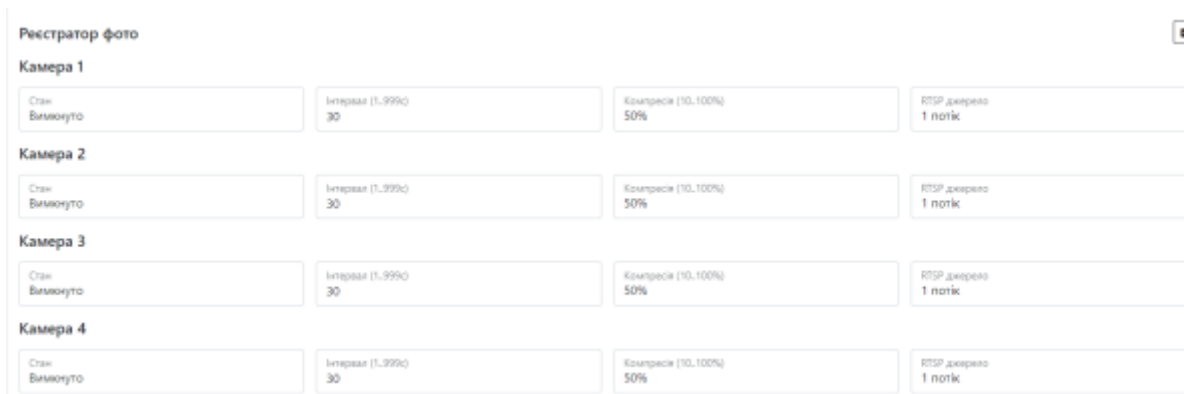 Реєстратор фото
Камера 1
Стан Інтервал (1..999с) Компресія (10..100%) RTSP джерело
Вимкнуто 30 50% 1 потік
Камера 2
Стан Інтервал (1..999с) Компресія (10..100%) RTSP джерело
Вимкнуто 30 50% 1 потік
Камера 3
Стан Інтервал (1..999с) Компресія (10..100%) RTSP джерело
Вимкнуто 30 50% 1 потік
Камера 4
Стан Інтервал (1..999с) Компресія (10..100%) RTSP джерело
Вимкнуто 30 50% 1 потік